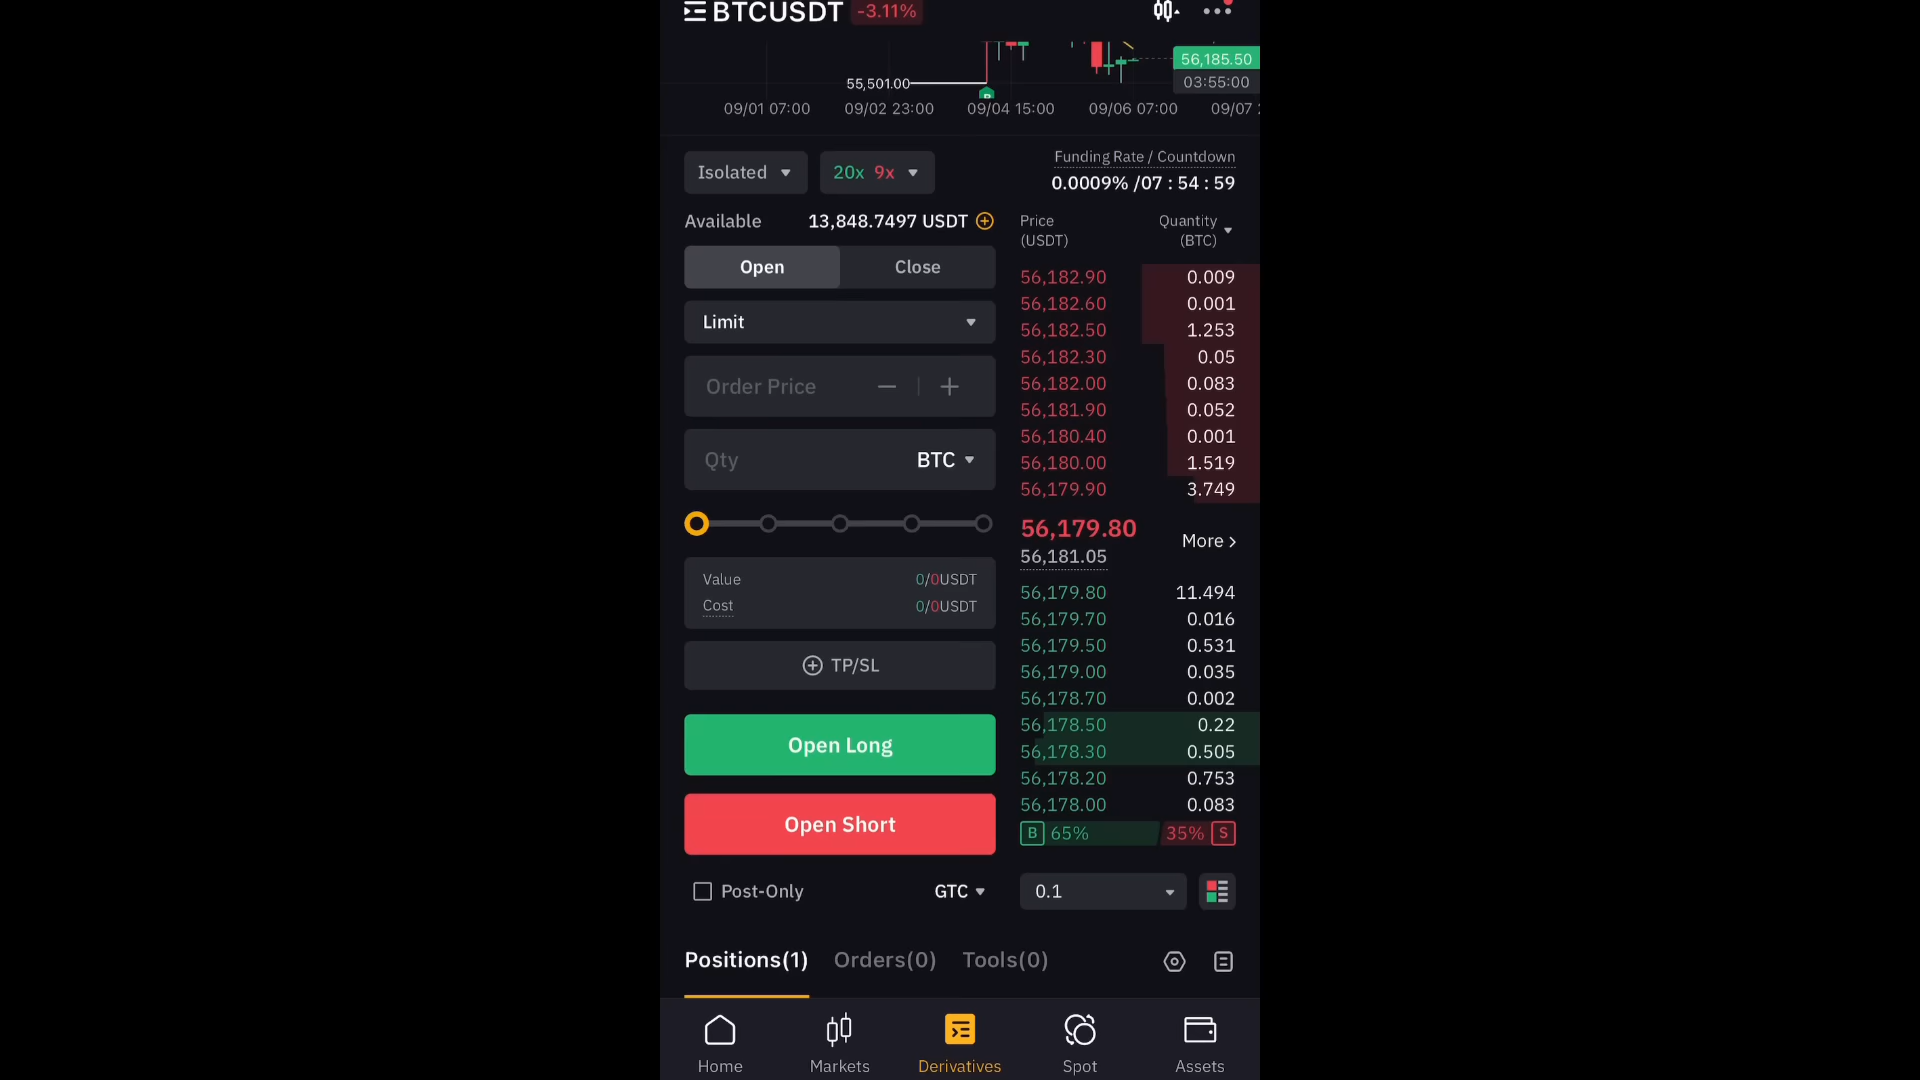 BTCUSDT -3.11%
56,185.50
55,501.00
03:55:00
09/01 07:00 09/02 23:00 09/04 15:00 09/06 07:00 09/07
Isolated 20x 9x
Funding Rate / Countdown
0.0009% /07 : 54 : 59
Available 13,848.7497 USDT
Open Close
Limit
Order Price
Qty BTC
Value 0/0USDT
Cost 0/0USDT
TP/SL
Open Long
Open Short
Post-Only GTC
Price Quantity
(USDT) (BTC)
56,182.90 0.009
56,182.60 0.001
56,182.50 1.253
56,182.30 0.05
56,182.00 0.083
56,181.90 0.052
56,180.40 0.001
56,180.00 1.519
56,179.90 3.749
56,179.80
56,181.05
More
56,179.80 11.494
56,179.70 0.016
56,179.50 0.531
56,179.00 0.035
56,178.70 0.002
56,178.50 0.22
56,178.30 0.505
56,178.20 0.753
56,178.00 0.083
B 65% 35% S
0.1
Positions(1) Orders(0) Tools(0)
Home Markets Derivatives Spot Assets